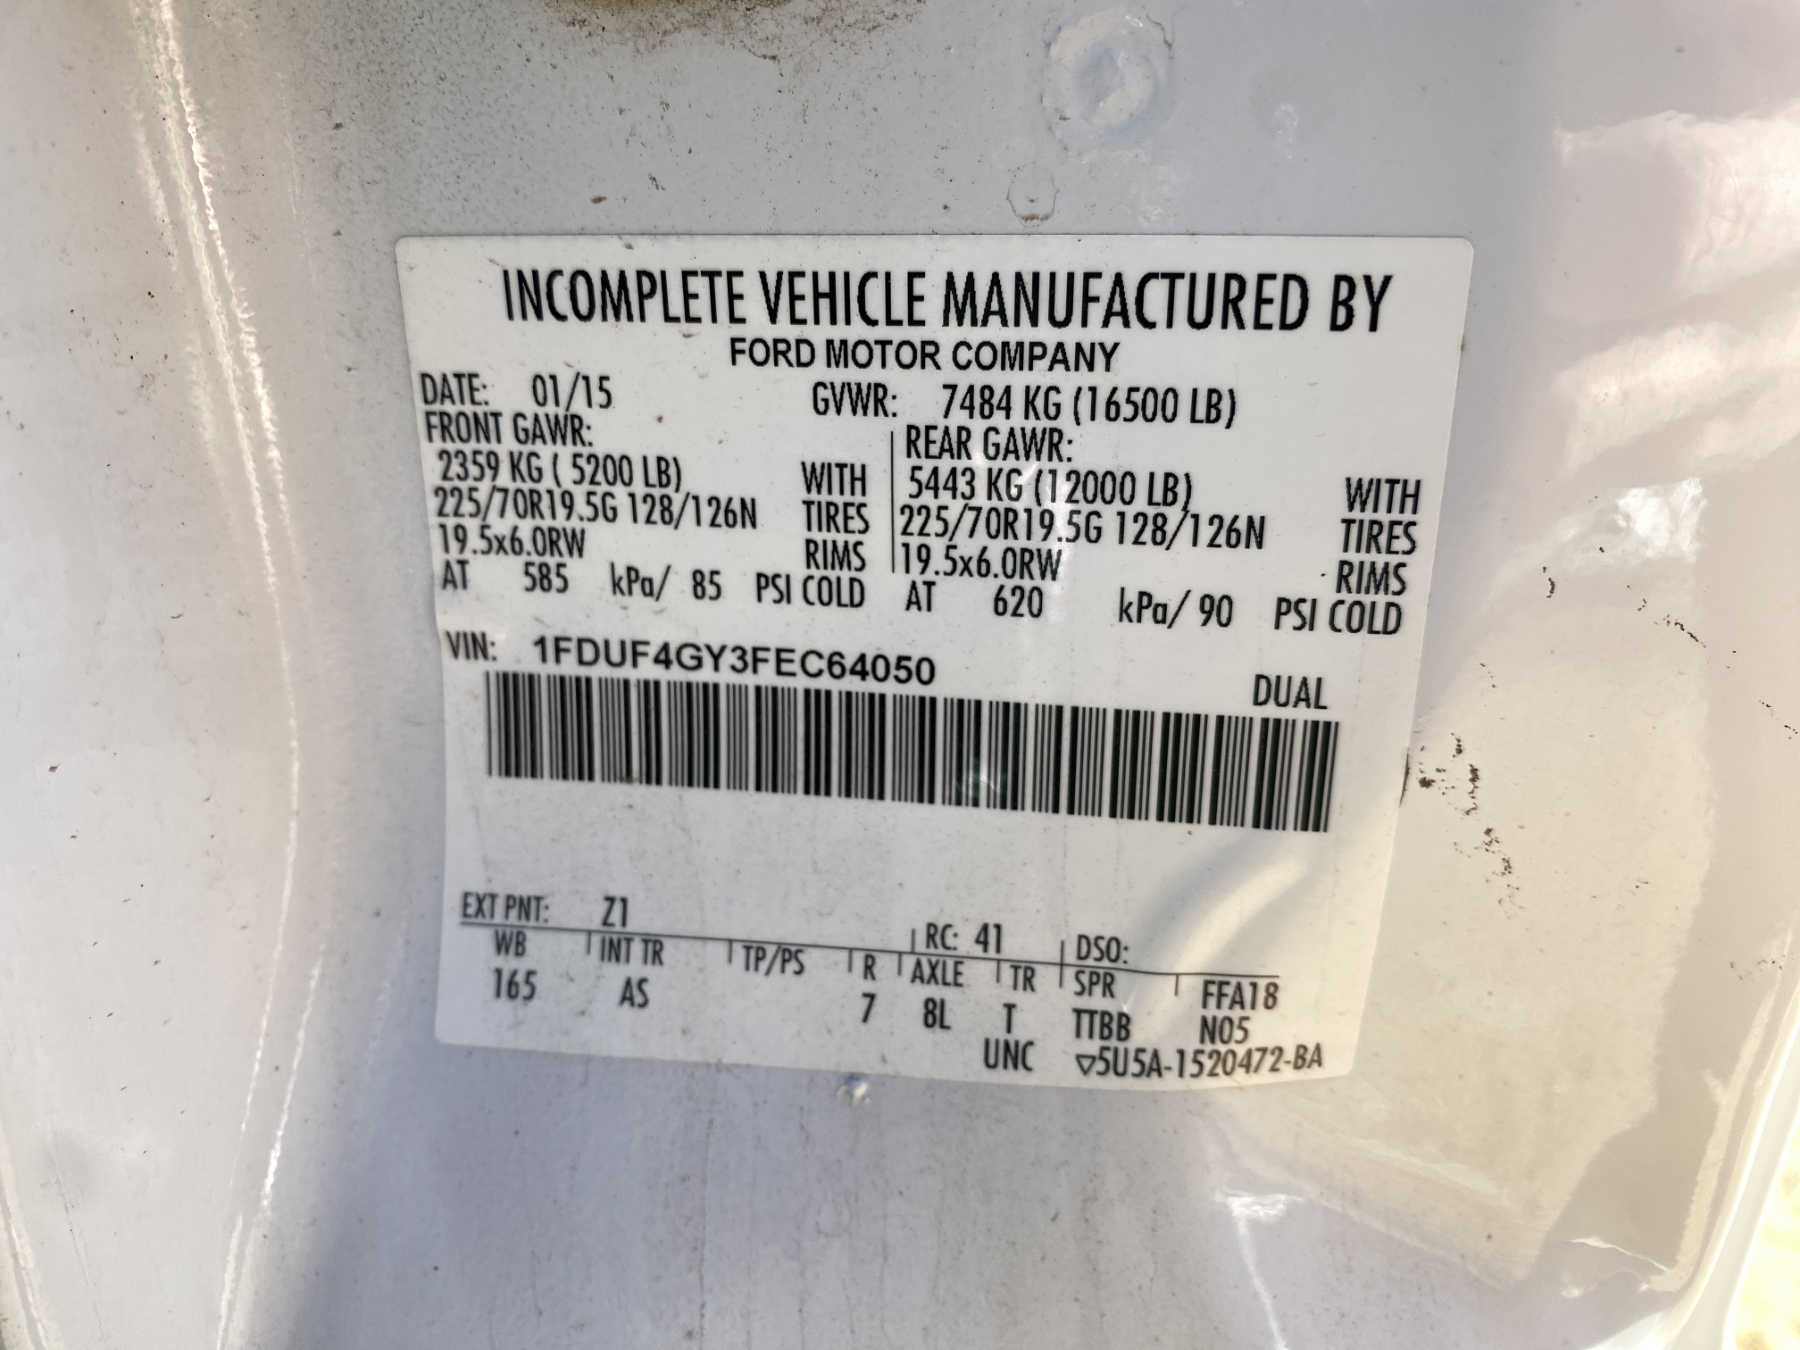 INCOMPLETE VEHICLE MANUFACTURED BY
FORD MOTOR COMPANY
DATE: 01/15 GVWR: 7484 KG (16500 LB)
FRONT GAWR: REAR GAWR:
2359 KG ( 5200 LB) WITH 5443 KG (12000 LB) WITH
225/70R19.5G 128/126N TIRES 225/70R19.5G 128/126N TIRES
19.5x6.0RW RIMS 19.5x6.0RW RIMS
AT 585 kPa/ 85 PSI COLD AT 620 kPa/ 90 PSI COLD
VIN: 1FDUF4GY3FEC64050
DUAL
EXT PNT: Z1 RC: 41 DSO:
WB INT TR TP/PS R AXLE TR SPR FFA18
165 AS 7 8L T TTBB N05
UNC ▽5U5A-1520472-BA